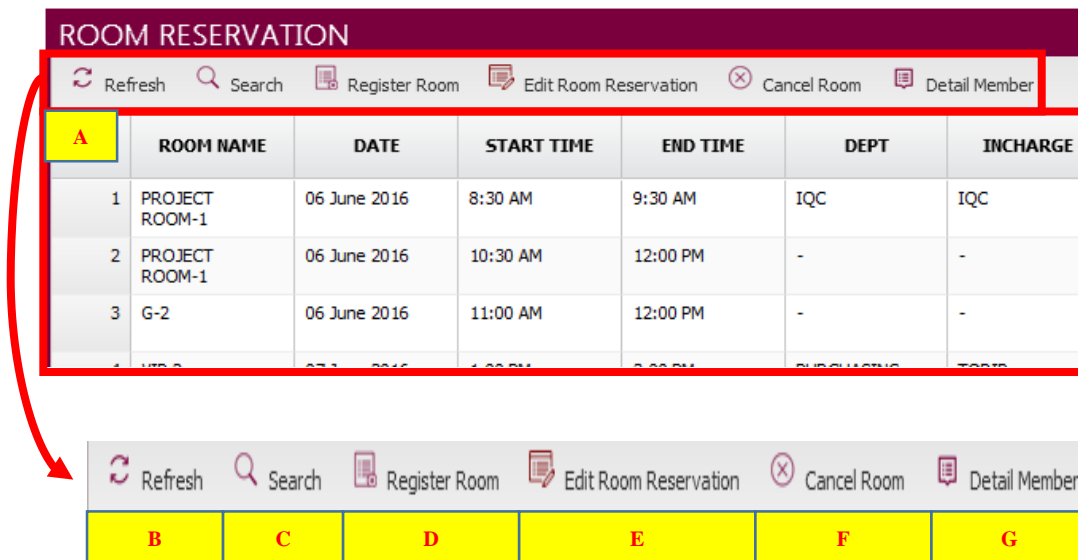 ROOM RESERVATION
Refresh Search Register Room Edit Room Reservation Cancel Room Detail Member
A ROOM NAME DATE START TIME END TIME DEPT INCHARGE
1 PROJECT ROOM-1 06 June 2016 8:30 AM 9:30 AM IQC IQC
2 PROJECT ROOM-1 06 June 2016 10:30 AM 12:00 PM - -
3 G-2 06 June 2016 11:00 AM 12:00 PM - -
Refresh Search Register Room Edit Room Reservation Cancel Room Detail Member
B C D E F G